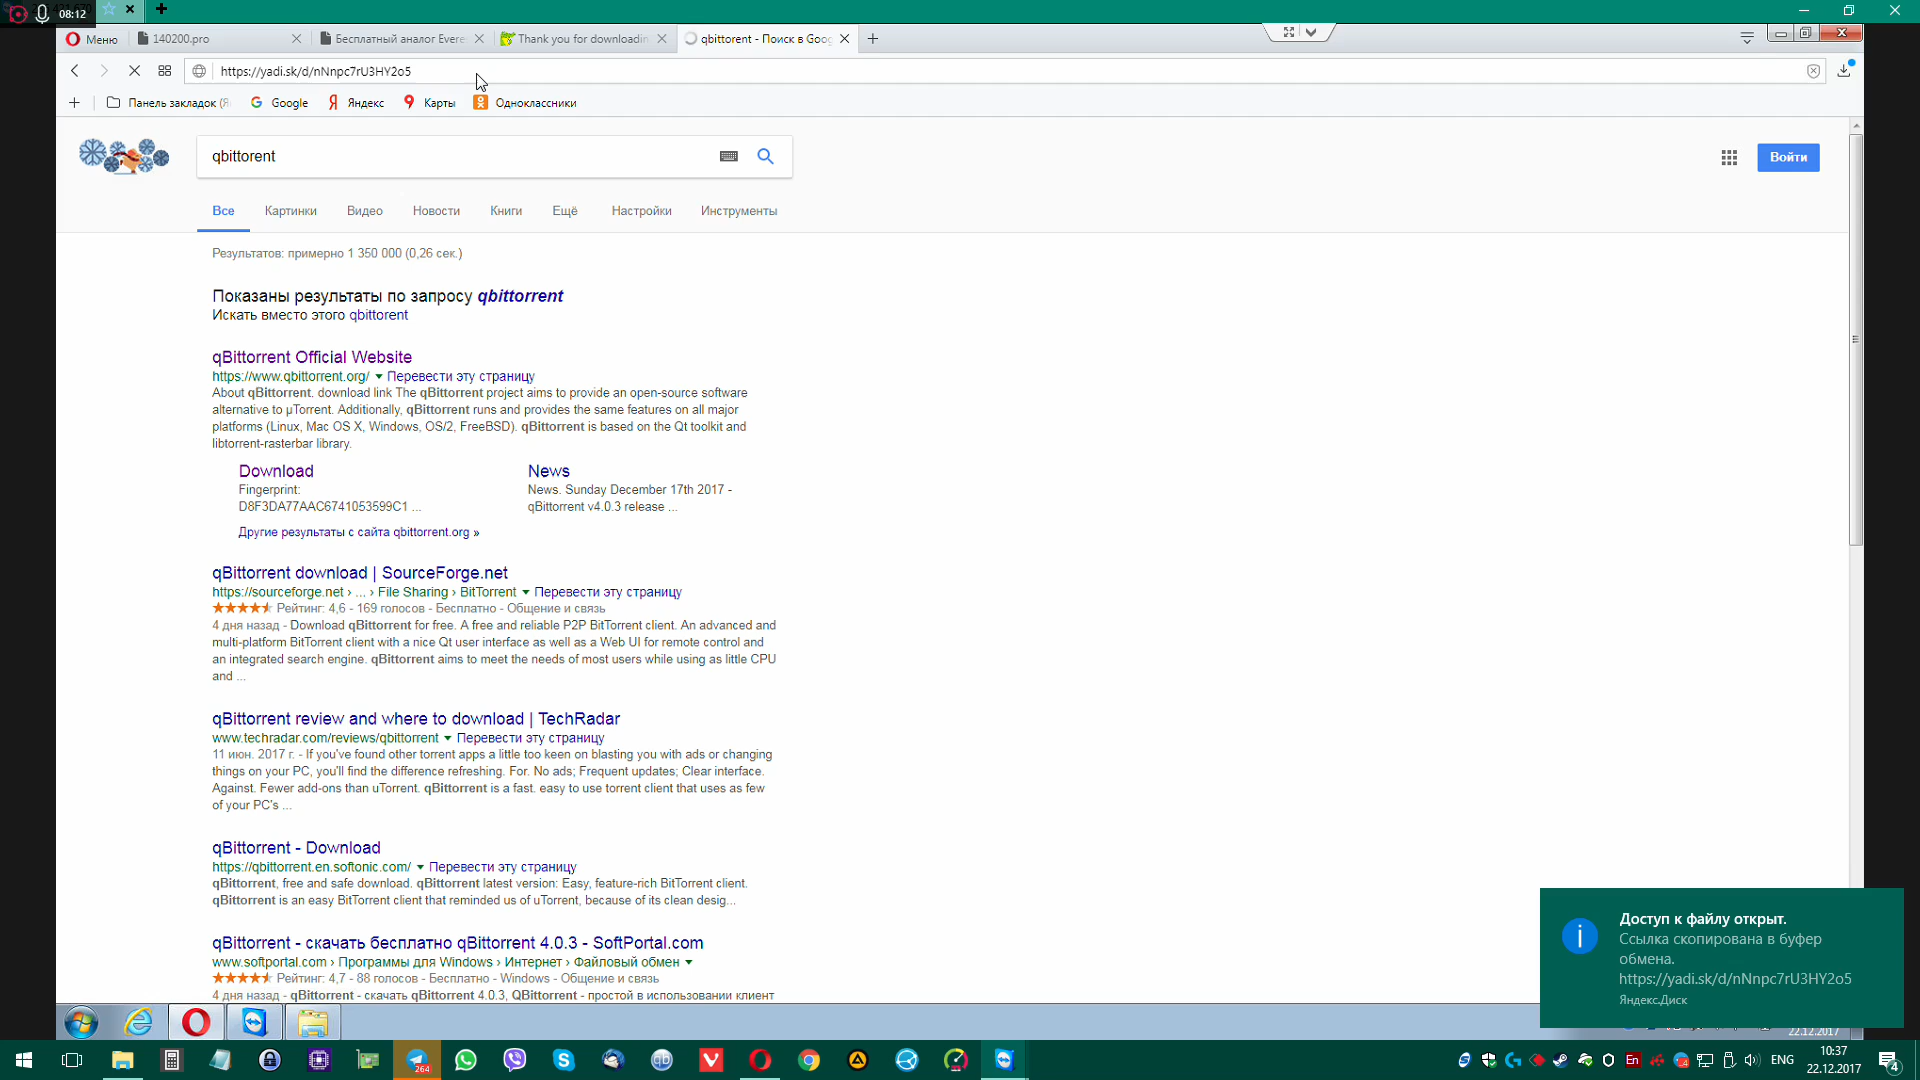 08:12
Меню
140200.pro
Бесплатный аналог Evere
Thank you for downloadin
qbittorent - Поиск в Goog
https://yadi.sk/d/nNnpc7rU3HY2o5
Панель закладок (Я
Google
Яндекс
Карты
Одноклассники
qbittorent
Войти
Все
Картинки
Видео
Новости
Книги
Ещё
Настройки
Инструменты
Результатов: примерно 1 350 000 (0,26 сек.)
Показаны результаты по запросу qbittorrent
Искать вместо этого qbittorent
qBittorrent Official Website
https://www.qbittorrent.org/ Перевести эту страницу
About qBittorrent. download link The qBittorrent project aims to provide an open-source software
alternative to µTorrent. Additionally, qBittorrent runs and provides the same features on all major
platforms (Linux, Mac OS X, Windows, OS/2, FreeBSD). qBittorrent is based on the Qt toolkit and
libtorrent-rasterbar library.
Download
Fingerprint:
D8F3DA77AAC6741053599C1 ...
News
News. Sunday December 17th 2017 -
qBittorrent v4.0.3 release ...
Другие результаты с сайта qbittorrent.org »
qBittorrent download | SourceForge.net
https://sourceforge.net › ... › File Sharing › BitTorrent Перевести эту страницу
Рейтинг: 4,6 - 169 голосов - Бесплатно - Общение и связь
4 дня назад - Download qBittorrent for free. A free and reliable P2P BitTorrent client. An advanced and
multi-platform BitTorrent client with a nice Qt user interface as well as a Web UI for remote control and
an integrated search engine. qBittorrent aims to meet the needs of most users while using as little CPU
and ...
qBittorrent review and where to download | TechRadar
www.techradar.com/reviews/qbittorrent Перевести эту страницу
11 июн. 2017 г. - If you've found other torrent apps a little too keen on blasting you with ads or changing
things on your PC, you'll find the difference refreshing. For. No ads; Frequent updates; Clear interface.
Against. Fewer add-ons than uTorrent. qBittorrent is a fast. easy to use torrent client that uses as few
of your PC's ...
qBittorrent - Download
https://qbittorrent.en.softonic.com/ Перевести эту страницу
qBittorrent, free and safe download. qBittorrent latest version: Easy, feature-rich BitTorrent client.
qBittorrent is an easy BitTorrent client that reminded us of uTorrent, because of its clean desig...
qBittorrent - скачать бесплатно qBittorrent 4.0.3 - SoftPortal.com
www.softportal.com › Программы для Windows › Интернет › Файловый обмен
Рейтинг: 4,7 - 88 голосов - Бесплатно - Windows - Общение и связь
4 дня назад - qBittorrent - скачать qBittorrent 4.0.3, QBittorrent - простой в использовании клиент
Доступ к файлу открыт.
Ссылка скопирована в буфер
обмена.
https://yadi.sk/d/nNnpc7rU3HY2o5
Яндекс.Диск
22.12.2017
264
En
ENG
10:37
22.12.2017
4